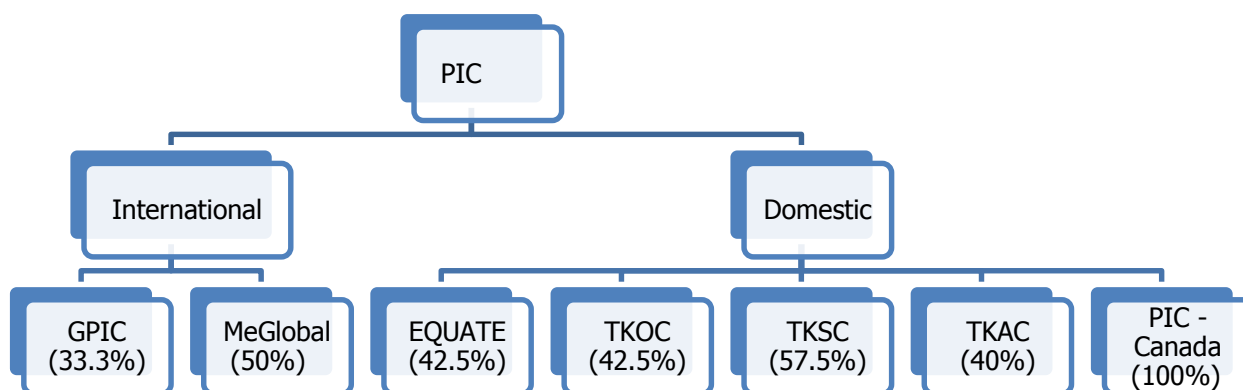 PIC
International
Domestic
GPIC
(33.3%)
MeGlobal
(50%)
EQUATE
(42.5%)
TKOC
(42.5%)
TKSC
(57.5%)
TKAC
(40%)
PIC -
Canada
(100%)